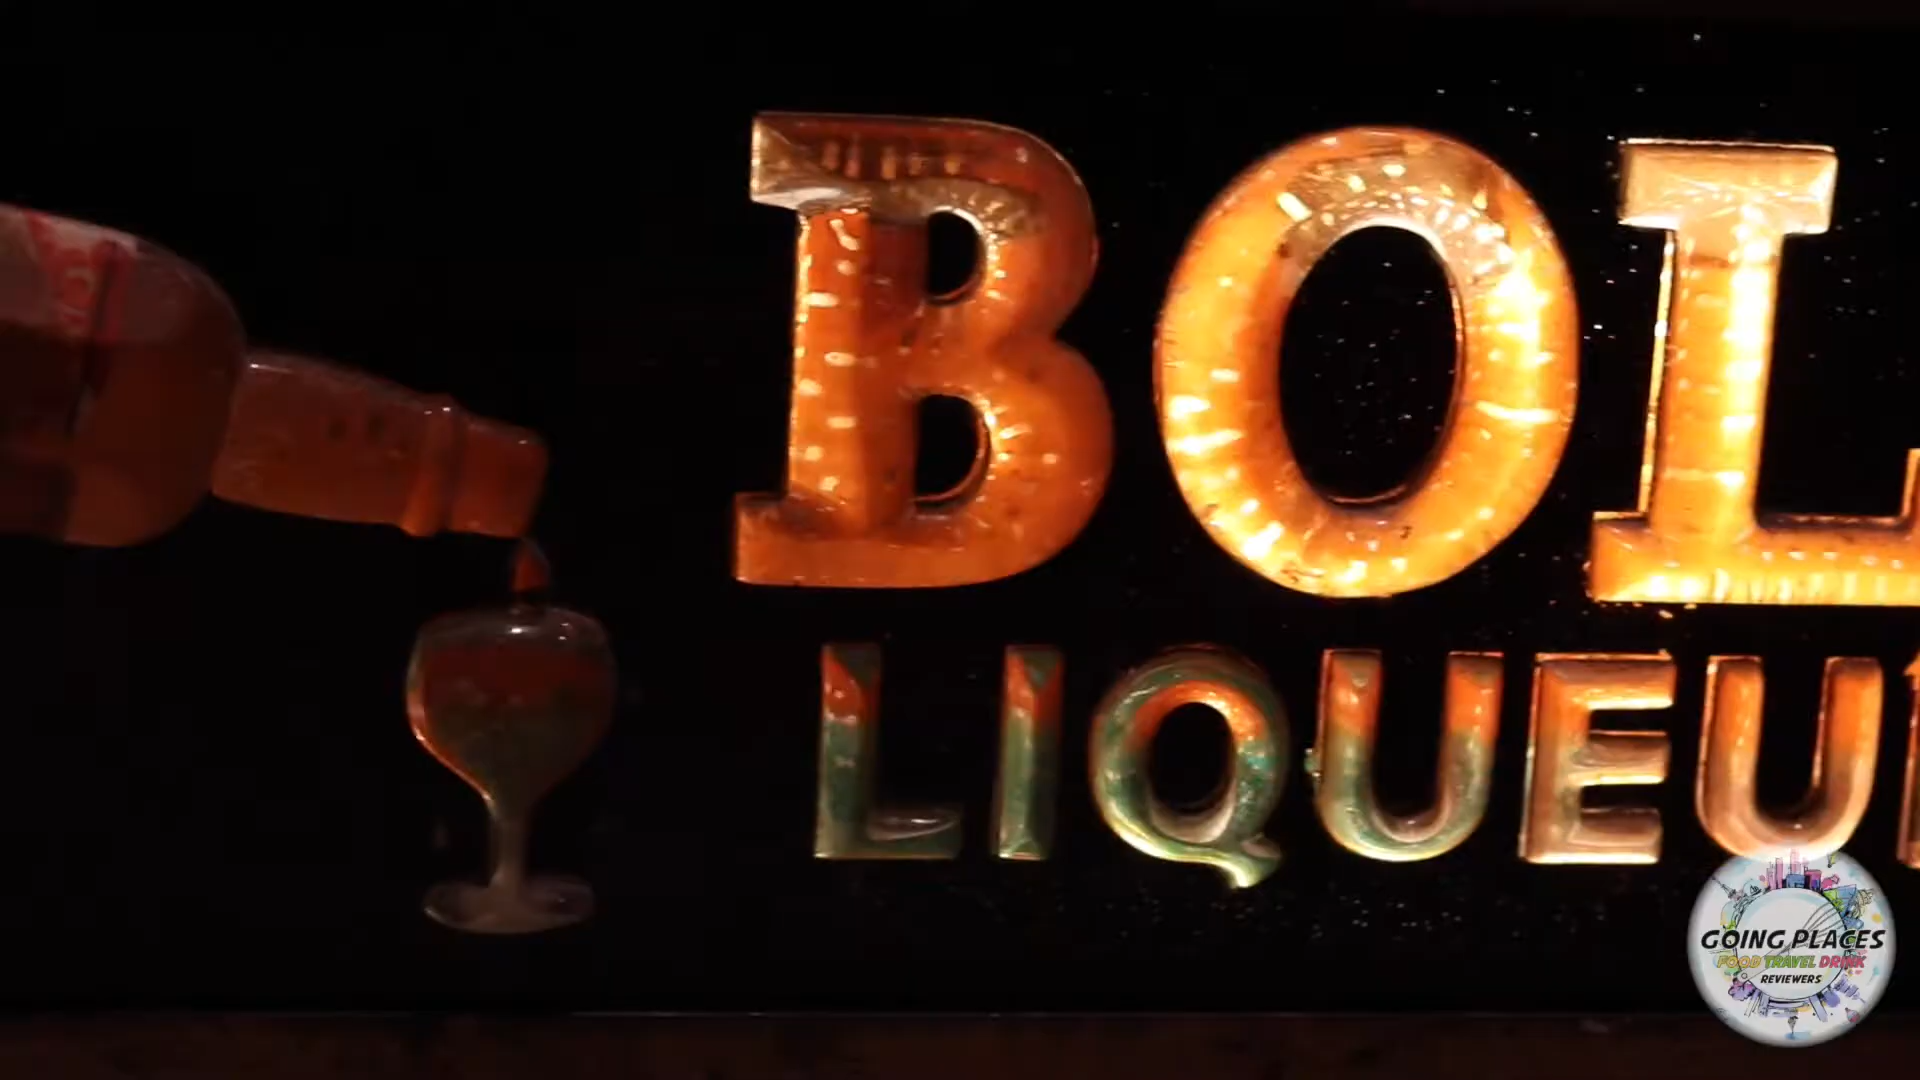 BOL
LIQUEU
GOING PLACES
FOOD TRAVEL DRINK
REVIEWERS